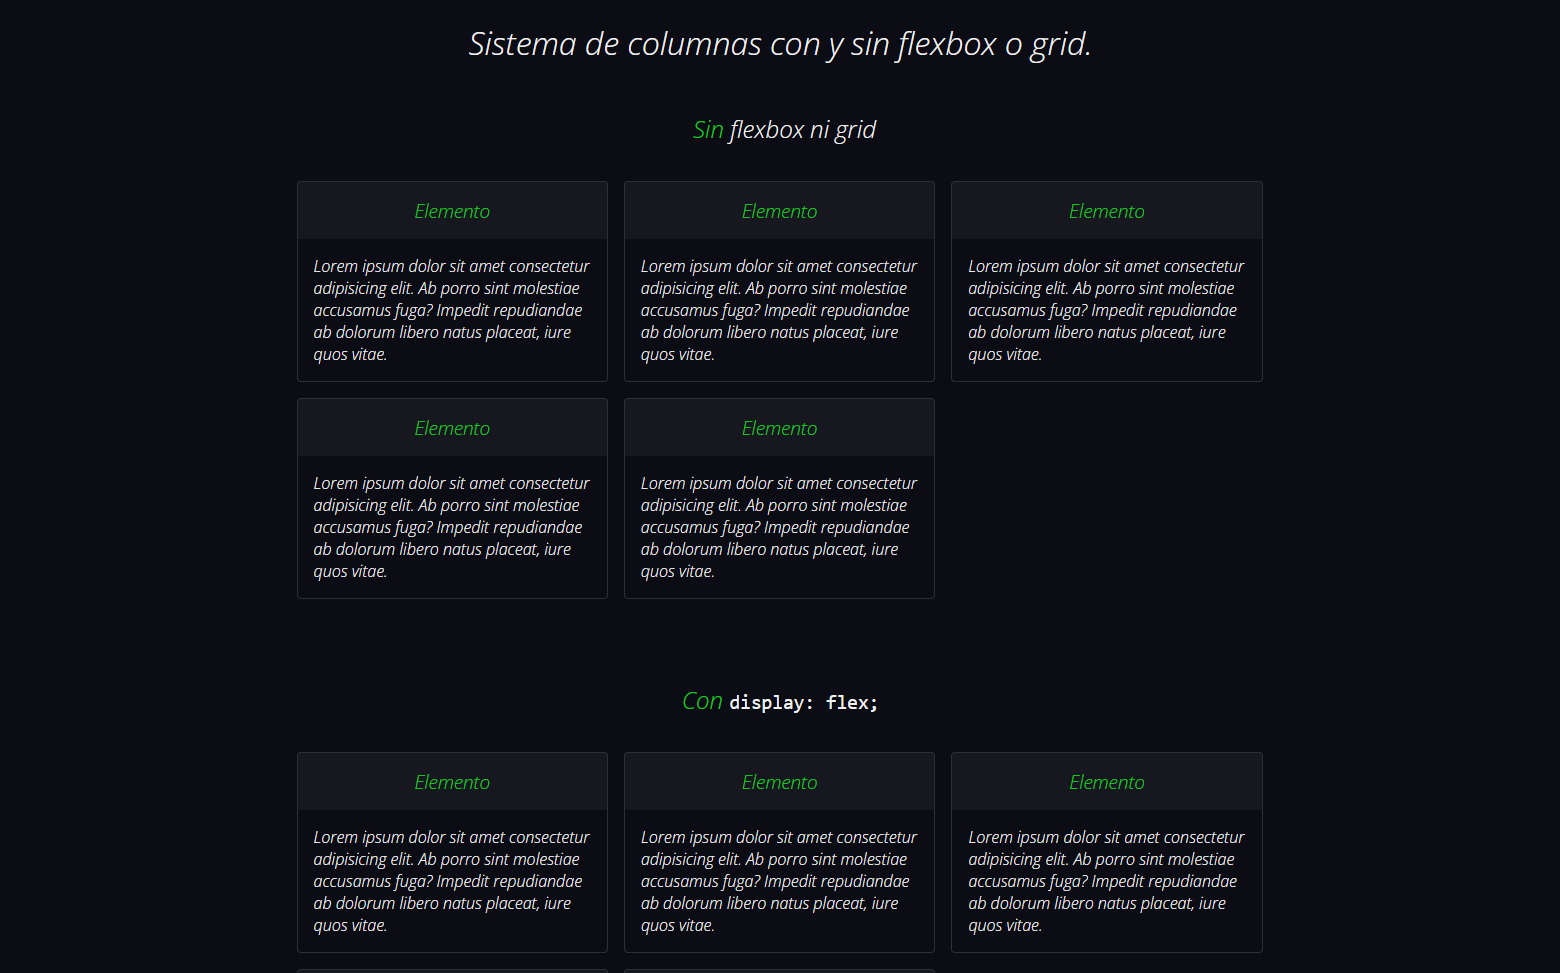 Sistema de columnas con y sin flexbox o grid.
Sin flexbox ni grid
Elemento
Lorem ipsum dolor sit amet consectetur
adipisicing elit. Ab porro sint molestiae
accusamus fuga? Impedit repudiandae
ab dolorum libero natus placeat, iure
quos vitae.
Elemento
Lorem ipsum dolor sit amet consectetur
adipisicing elit. Ab porro sint molestiae
accusamus fuga? Impedit repudiandae
ab dolorum libero natus placeat, iure
quos vitae.
Elemento
Lorem ipsum dolor sit amet consectetur
adipisicing elit. Ab porro sint molestiae
accusamus fuga? Impedit repudiandae
ab dolorum libero natus placeat, iure
quos vitae.
Elemento
Lorem ipsum dolor sit amet consectetur
adipisicing elit. Ab porro sint molestiae
accusamus fuga? Impedit repudiandae
ab dolorum libero natus placeat, iure
quos vitae.
Elemento
Lorem ipsum dolor sit amet consectetur
adipisicing elit. Ab porro sint molestiae
accusamus fuga? Impedit repudiandae
ab dolorum libero natus placeat, iure
quos vitae.
Con display: flex;
Elemento
Lorem ipsum dolor sit amet consectetur
adipisicing elit. Ab porro sint molestiae
accusamus fuga? Impedit repudiandae
ab dolorum libero natus placeat, iure
quos vitae.
Elemento
Lorem ipsum dolor sit amet consectetur
adipisicing elit. Ab porro sint molestiae
accusamus fuga? Impedit repudiandae
ab dolorum libero natus placeat, iure
quos vitae.
Elemento
Lorem ipsum dolor sit amet consectetur
adipisicing elit. Ab porro sint molestiae
accusamus fuga? Impedit repudiandae
ab dolorum libero natus placeat, iure
quos vitae.